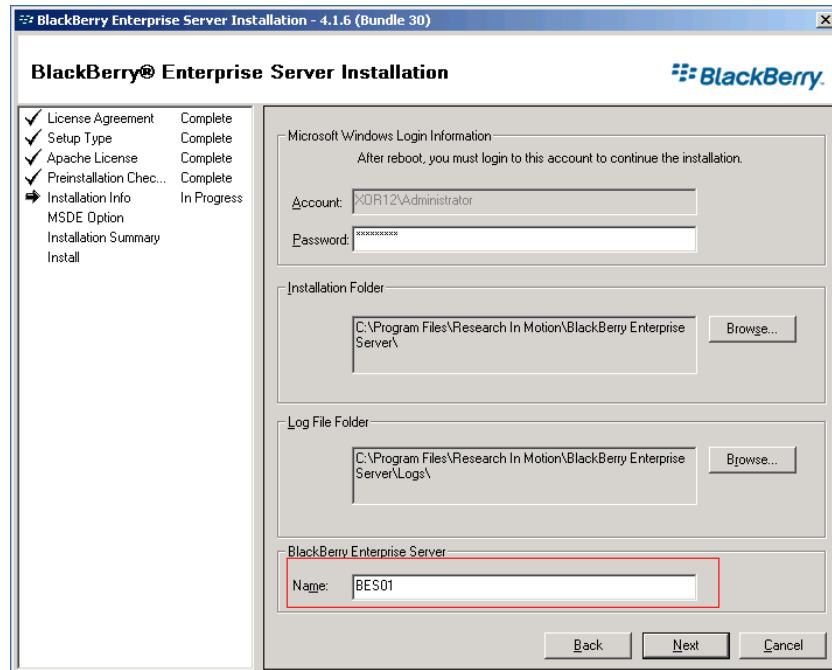 BlackBerry Enterprise Server Installation - 4.1.6 (Bundle 30)
BlackBerry® Enterprise Server Installation
BlackBerry.
License Agreement Complete
Setup Type Complete
Apache License Complete
Preinstallation Chec... Complete
Installation Info In Progress
MSDE Option
Installation Summary
Install
Microsoft Windows Login Information
After reboot, you must login to this account to continue the installation.
Account: XOR12\Administrator
Password: ×××××××××
Installation Folder
C:\Program Files\Research In Motion\BlackBerry Enterprise
Server\
Browse...
Log File Folder
C:\Program Files\Research In Motion\BlackBerry Enterprise
Server\Logs\
Browse...
BlackBerry Enterprise Server
Name: BES01
Back Next Cancel